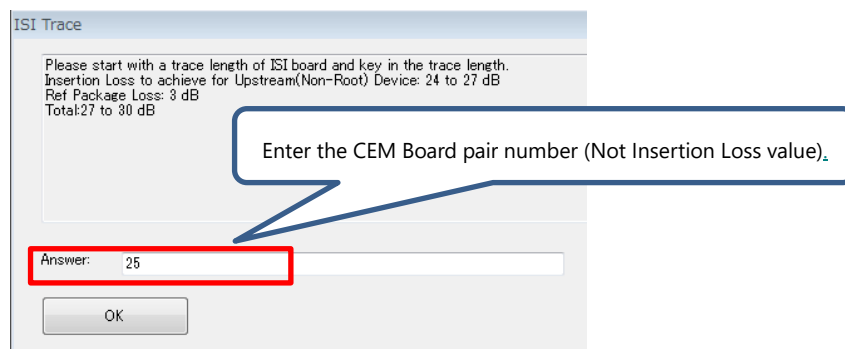 ISI Trace
Please start with a trace length of ISI board and key in the trace length.
Insertion Loss to achieve for Upstream(Non-Root) Device: 24 to 27 dB
Ref Package Loss: 3 dB
Total:27 to 30 dB
Enter the CEM Board pair number (Not Insertion Loss value).
Answer: 25
OK